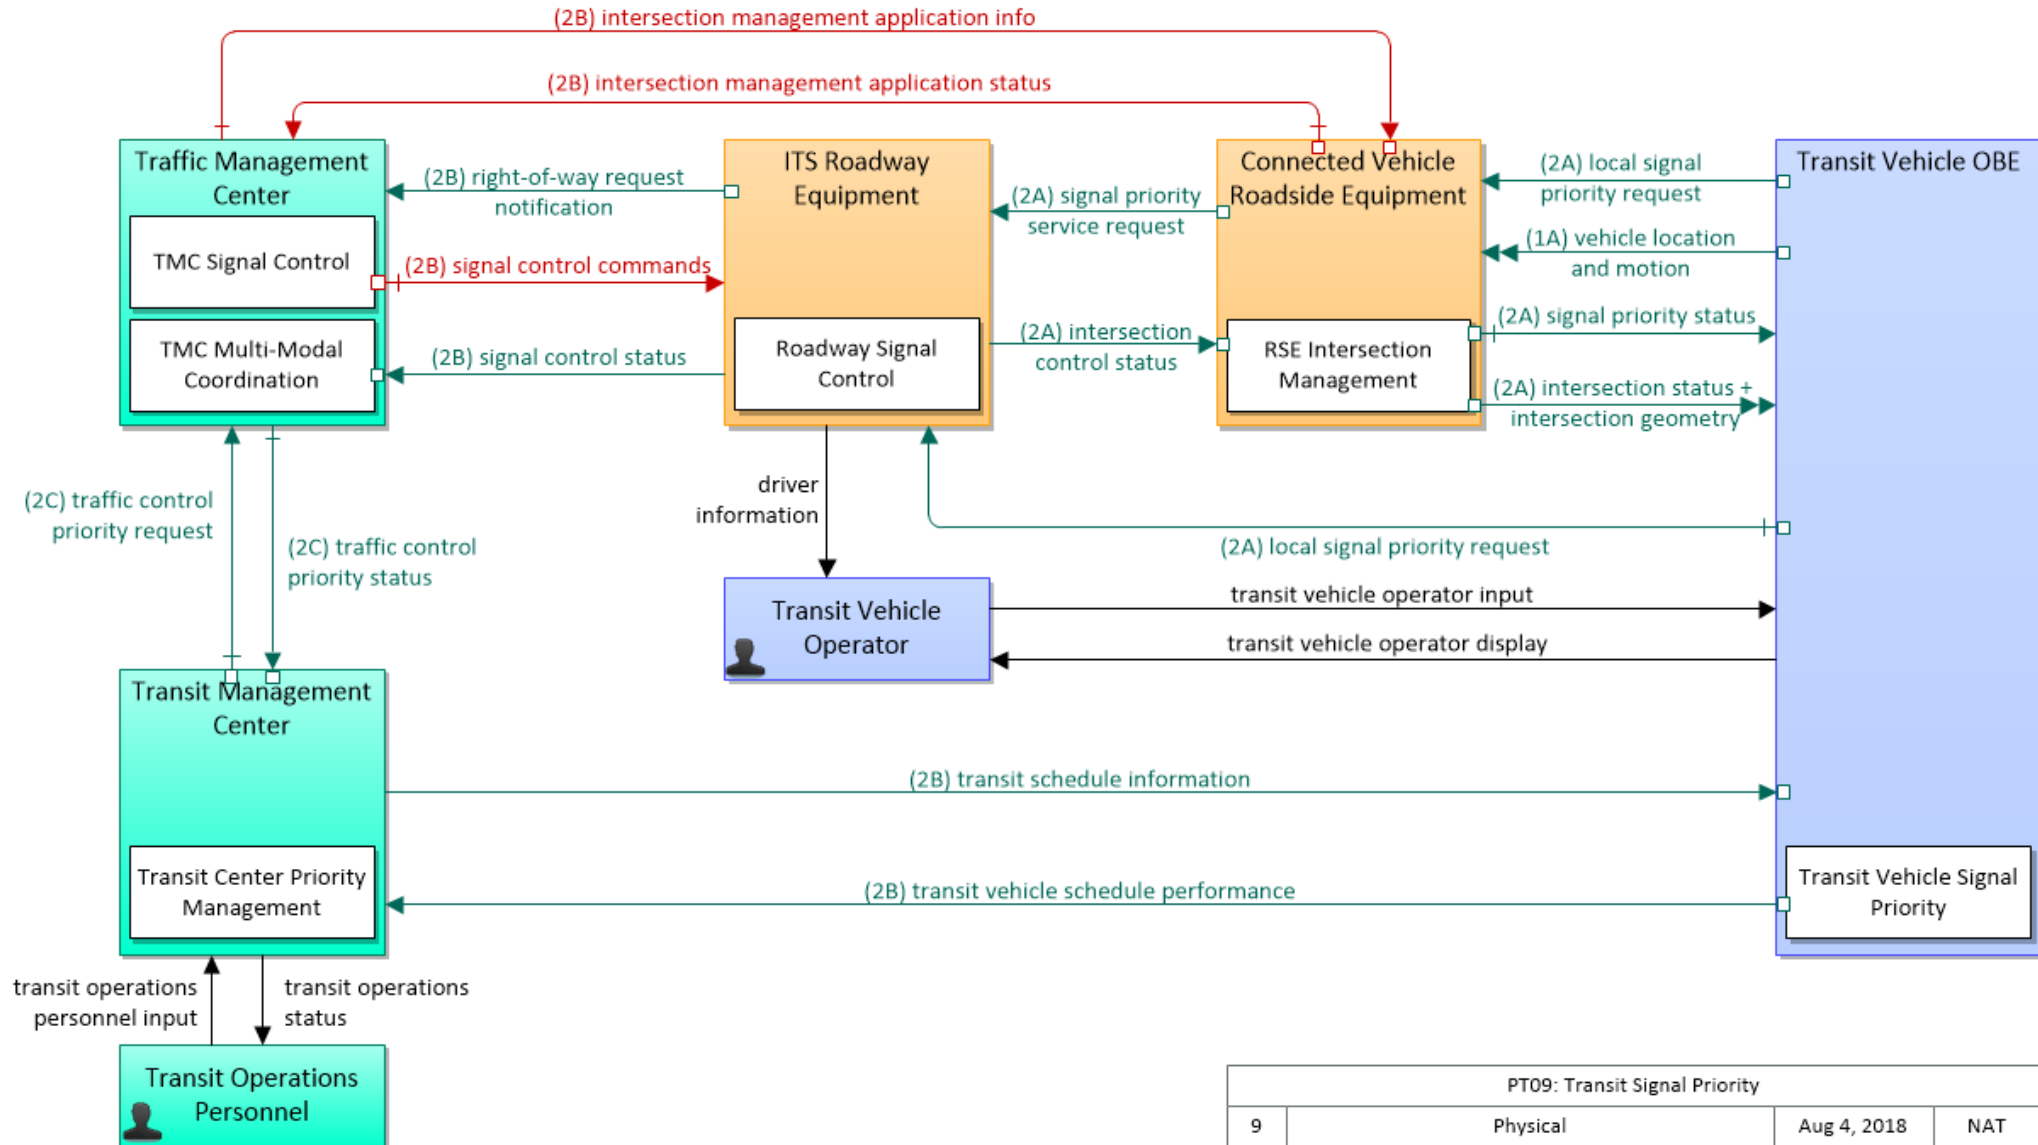 (2B) intersection management application info
(2B) intersection management application status
Traffic Management
Center
TMC Signal Control
TMC Multi-Modal
Coordination
(2B) right-of-way request
notification
(2B) signal control commands
(2B) signal control status
ITS Roadway
Equipment
Roadway Signal
Control
(2A) signal priority
service request
(2A) intersection
control status
Connected Vehicle
Roadside Equipment
RSE Intersection
Management
(2A) local signal
priority request
(1A) vehicle location
and motion
(2A) signal priority status
(2A) intersection status +
intersection geometry
Transit Vehicle OBE
(2C) traffic control
priority request
(2C) traffic control
priority status
driver
information
(2A) local signal priority request
Transit Vehicle
Operator
transit vehicle operator input
transit vehicle operator display
Transit Management
Center
Transit Center Priority
Management
(2B) transit schedule information
(2B) transit vehicle schedule performance
Transit Vehicle Signal
Priority
transit operations
personnel input
transit operations
status
Transit Operations
Personnel
PT09: Transit Signal Priority
9 Physical Aug 4, 2018 NAT